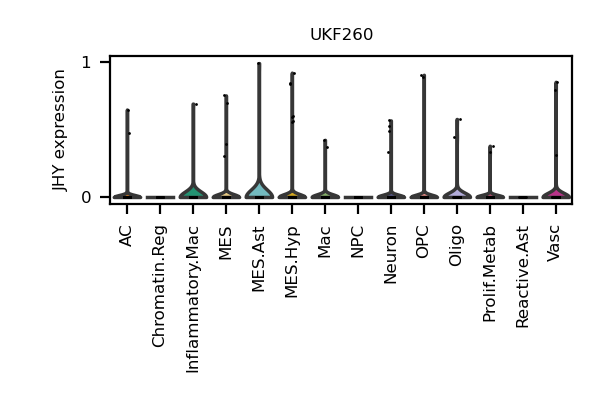 UKF260
JHY expression
1
0
AC
Chromatin.Reg
Inflammatory.Mac
MES
MES.Ast
MES.Hyp
Mac
NPC
Neuron
OPC
Oligo
Prolif.Metab
Reactive.Ast
Vasc